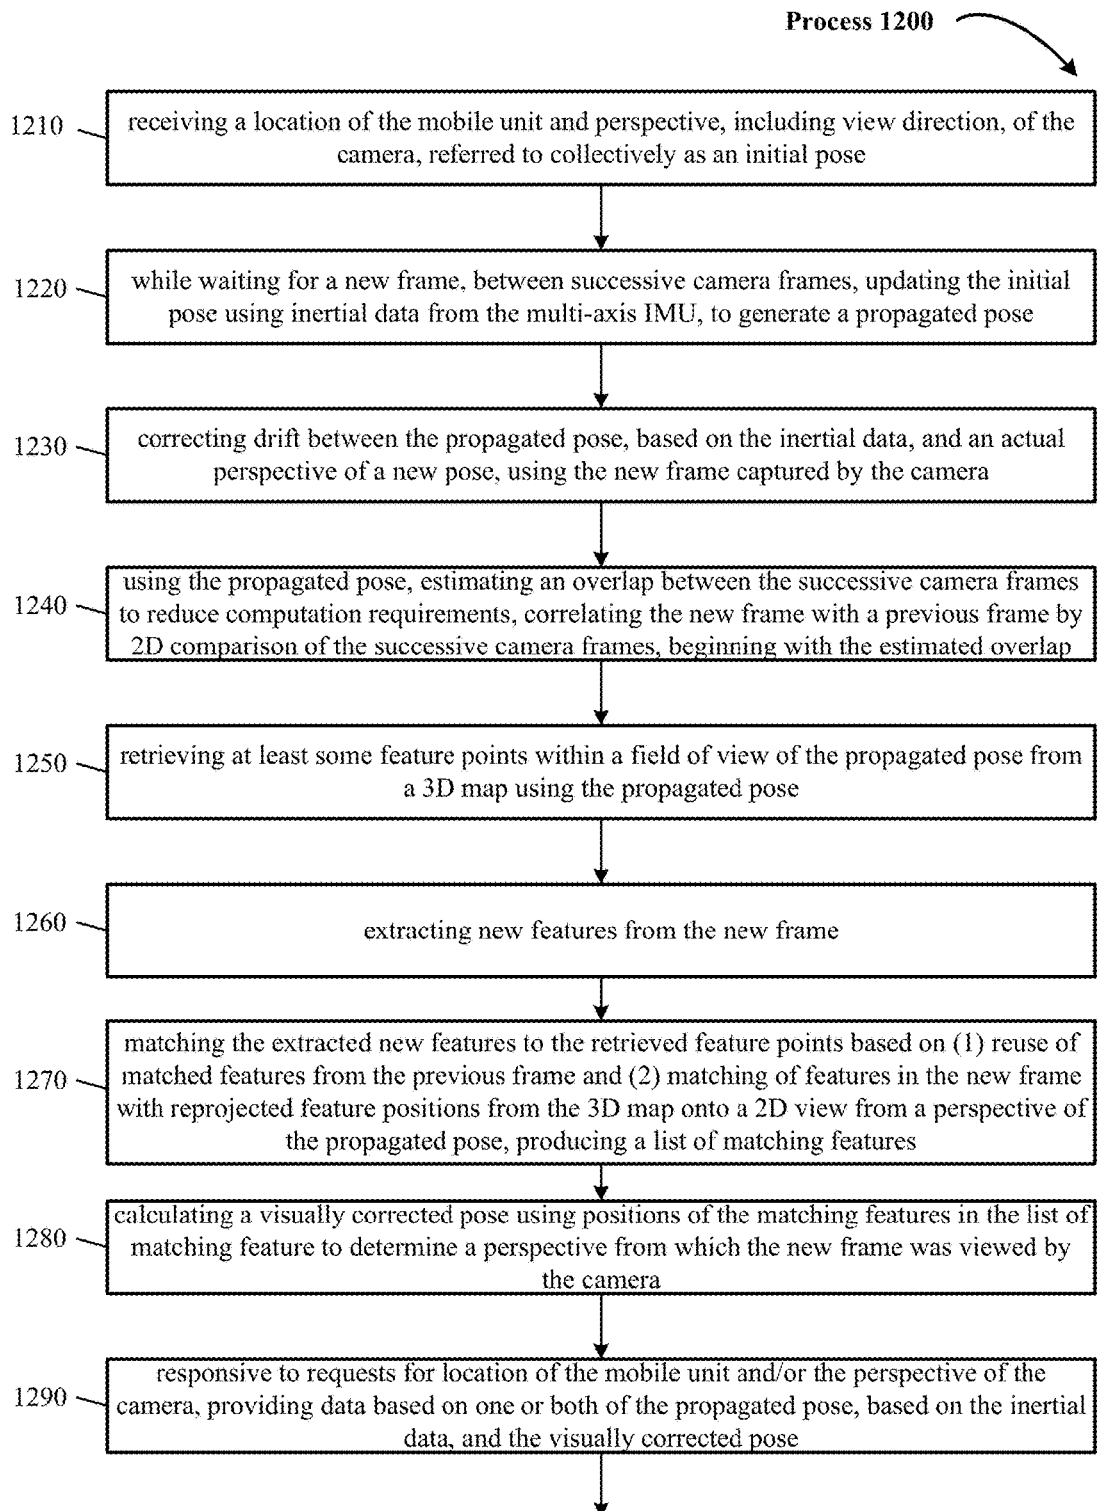 Process 1200
1210
receiving a location of the mobile unit and perspective, including view direction, of the
camera, referred to collectively as an initial pose
1220
while waiting for a new frame, between successive camera frames, updating the initial
pose using inertial data from the multi-axis IMU, to generate a propagated pose
1230
correcting drift between the propagated pose, based on the inertial data, and an actual
perspective of a new pose, using the new frame captured by the camera
1240
using the propagated pose, estimating an overlap between the successive camera frames
to reduce computation requirements, correlating the new frame with a previous frame by
2D comparison of the successive camera frames, beginning with the estimated overlap
1250
retrieving at least some feature points within a field of view of the propagated pose from
a 3D map using the propagated pose
1260
extracting new features from the new frame
1270
matching the extracted new features to the retrieved feature points based on (1) reuse of
matched features from the previous frame and (2) matching of features in the new frame
with reprojected feature positions from the 3D map onto a 2D view from a perspective of
the propagated pose, producing a list of matching features
1280
calculating a visually corrected pose using positions of the matching features in the list of
matching feature to determine a perspective from which the new frame was viewed by
the camera
1290
responsive to requests for location of the mobile unit and/or the perspective of the
camera, providing data based on one or both of the propagated pose, based on the inertial
data, and the visually corrected pose